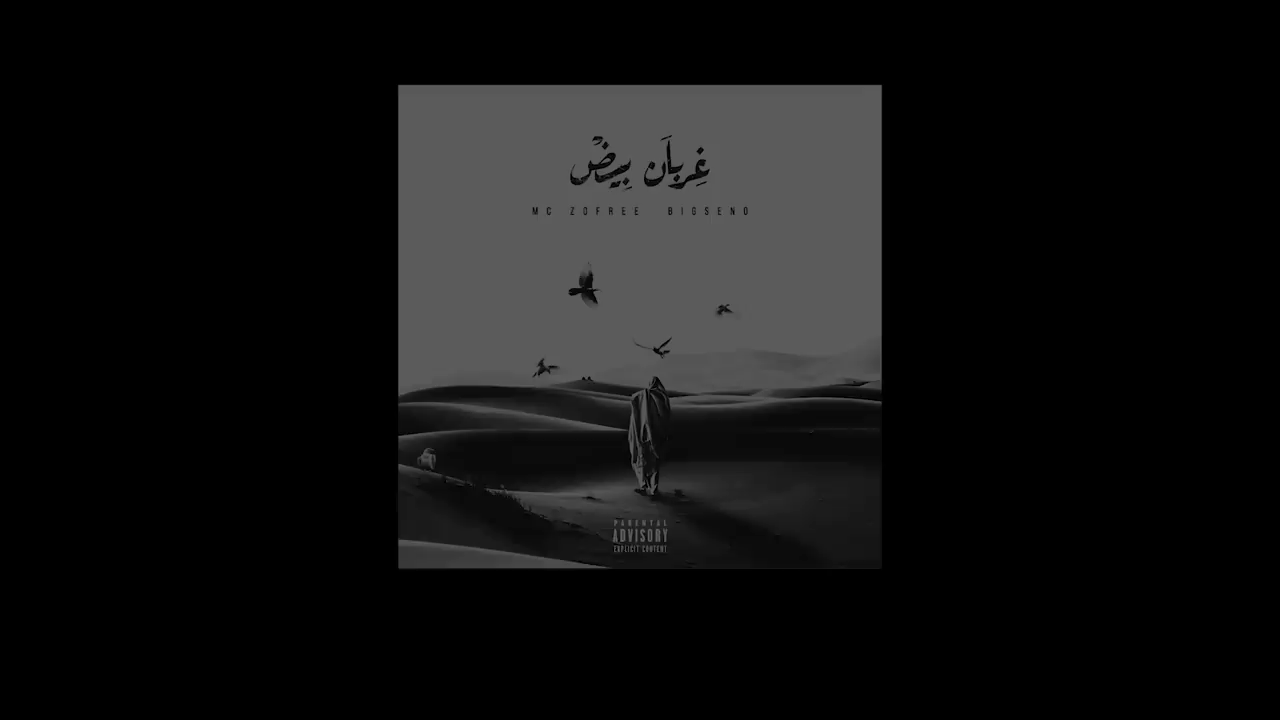 غِربَان بِيضْ
MC ZOFREE BIGSENO
PARENTAL
ADVISORY
EXPLICIT CONTENT